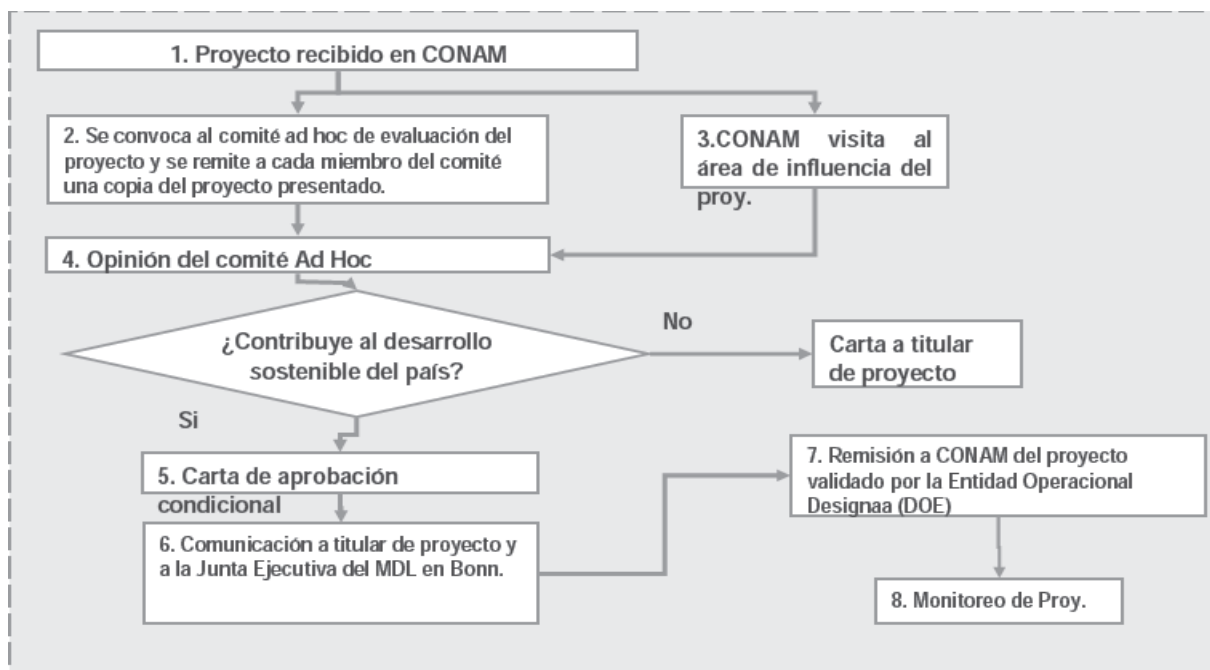 1. Proyecto recibido en CONAM
2. Se convoca al comité ad hoc de evaluación del
proyecto y se remite a cada miembro del comité
una copia del proyecto presentado.
3.CONAM visita al
área de influencia del
proy.
4. Opinión del comité Ad Hoc
¿Contribuye al desarrollo
sostenible del país?
No
Carta a titular
de proyecto
Si
5. Carta de aprobación
condicional
6. Comunicación a titular de proyecto y
a la Junta Ejecutiva del MDL en Bonn.
7. Remisión a CONAM del proyecto
validado por la Entidad Operacional
Designaa (DOE)
8. Monitoreo de Proy.